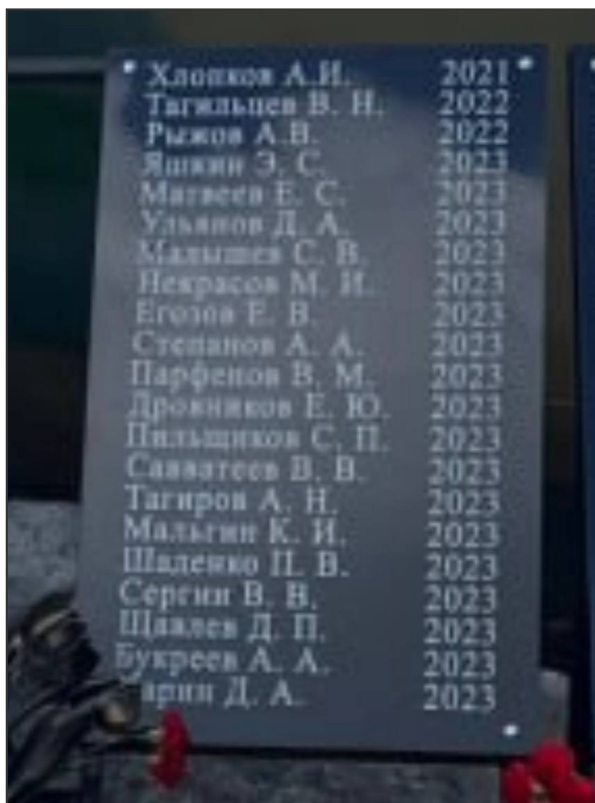 Хлопков А.И. 2021
Тагильцев В. Н. 2022
Рыжов А.В. 2022
Яшкин Э. С. 2023
Матвеев Е. С. 2023
Ульянов Д. А. 2023
Малышев С. В. 2023
Некрасов М. И. 2023
Егозов Е. В. 2023
Степанов А. А. 2023
Парфенов В. М. 2023
Дровников Е. Ю. 2023
Пильщиков С. П. 2023
Савватеев В. В. 2023
Тагиров А. Н. 2023
Мальгин К. И. 2023
Шаденко П. В. 2023
Сергин В. В. 2023
Д. П. 2023
Букреев А. А. 2023
Д. А. 2023